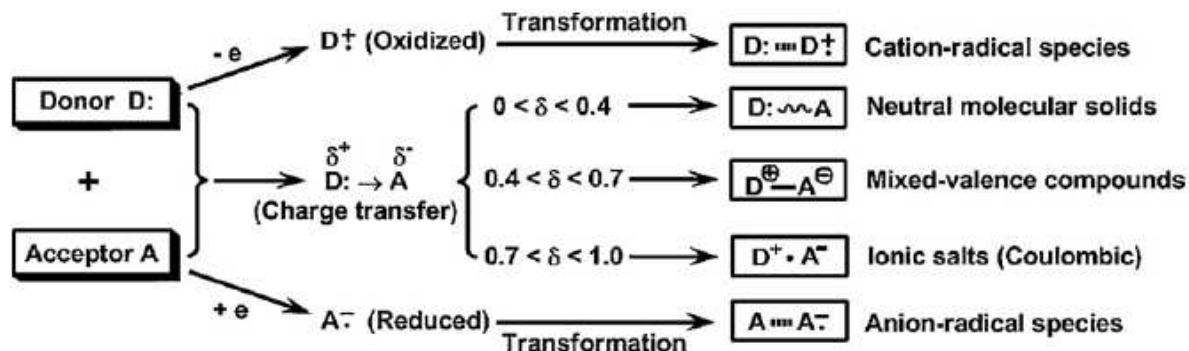 Transformation
D⁺̣ (Oxidized)
D: ···· D⁺̣
Cation-radical species
- e
Donor D:
0 < δ < 0.4
D: A
Neutral molecular solids
δ⁺ δ⁻
+
D: → A
0.4 < δ < 0.7
D⊕—A⊖
Mixed-valence compounds
(Charge transfer)
Acceptor A
0.7 < δ < 1.0
D⁺ · A⁻
Ionic salts (Coulombic)
+ e
A⁻̣ (Reduced)
A ···· A⁻̣
Anion-radical species
Transformation